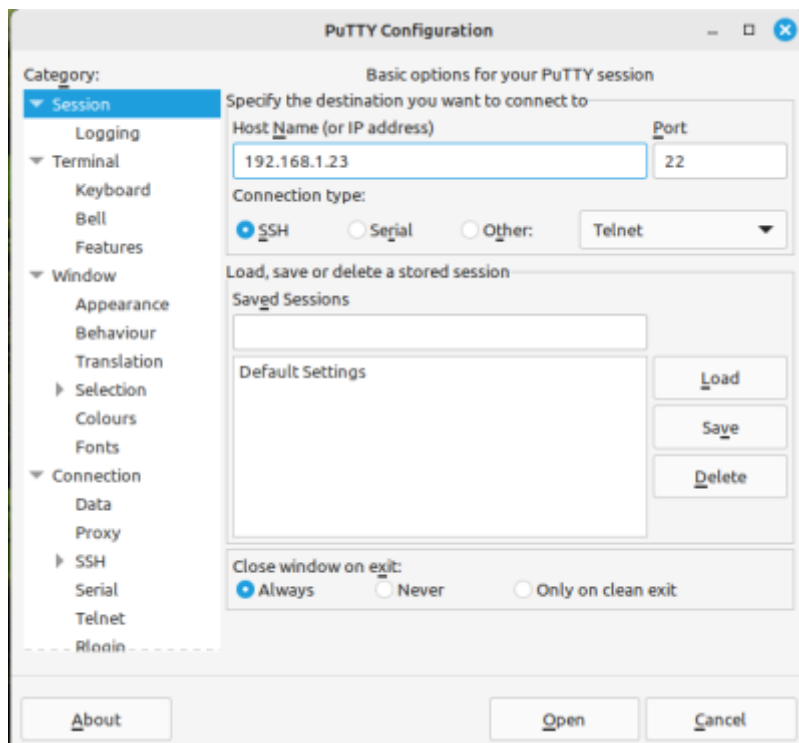 PuTTY Configuration
Category:
Session
Logging
Terminal
Keyboard
Bell
Features
Window
Appearance
Behaviour
Translation
Selection
Colours
Fonts
Connection
Data
Proxy
SSH
Serial
Telnet
Rlogin
Basic options for your PuTTY session
Specify the destination you want to connect to
Host Name (or IP address) Port
192.168.1.23 22
Connection type:
SSH Serial Other: Telnet
Load, save or delete a stored session
Saved Sessions
Default Settings
Load
Save
Delete
Close window on exit:
Always Never Only on clean exit
About Open Cancel